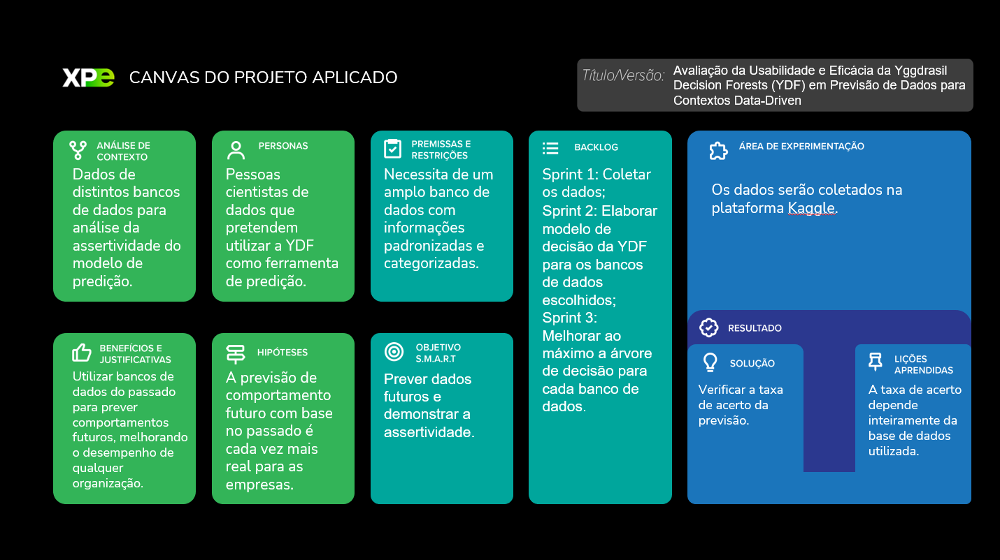 XPe
CANVAS DO PROJETO APLICADO
Título/Versão:
Avaliação da Usabilidade e Eficácia da Yggdrasil
Decision Forests (YDF) em Previsão de Dados para
Contextos Data-Driven
ANÁLISE DE
CONTEXTO
Dados de
distintos bancos
de dados para
análise da
assertividade do
modelo de
predição.
PERSONAS
Pessoas
cientistas de
dados que
pretendem
utilizar a YDF
como ferramenta
de predição.
PREMISSAS E
RESTRIÇÕES
Necessita de um
amplo banco de
dados com
informações
padronizadas e
categorizadas.
BACKLOG
Sprint 1: Coletar
os dados;
Sprint 2: Elaborar
modelo de
decisão da YDF
para os bancos
de dados
escolhidos;
Sprint 3:
Melhorar ao
máximo a árvore
de decisão para
cada banco de
dados.
ÁREA DE EXPERIMENTAÇÃO
Os dados serão coletados na
plataforma Kaggle.
BENEFÍCIOS E
JUSTIFICATIVAS
Utilizar bancos de
dados do passado
para prever
comportamentos
futuros, melhorando
o desempenho de
qualquer
organização.
HIPÓTESES
A previsão de
comportamento
futuro com base
no passado é
cada vez mais
real para as
empresas.
OBJETIVO
S.M.A.R.T
Prever dados
futuros e
demonstrar a
assertividade.
RESULTADO
SOLUÇÃO
Verificar a taxa
de acerto da
previsão.
LIÇÕES
APRENDIDAS
A taxa de acerto
depende
inteiramente da
base de dados
utilizada.